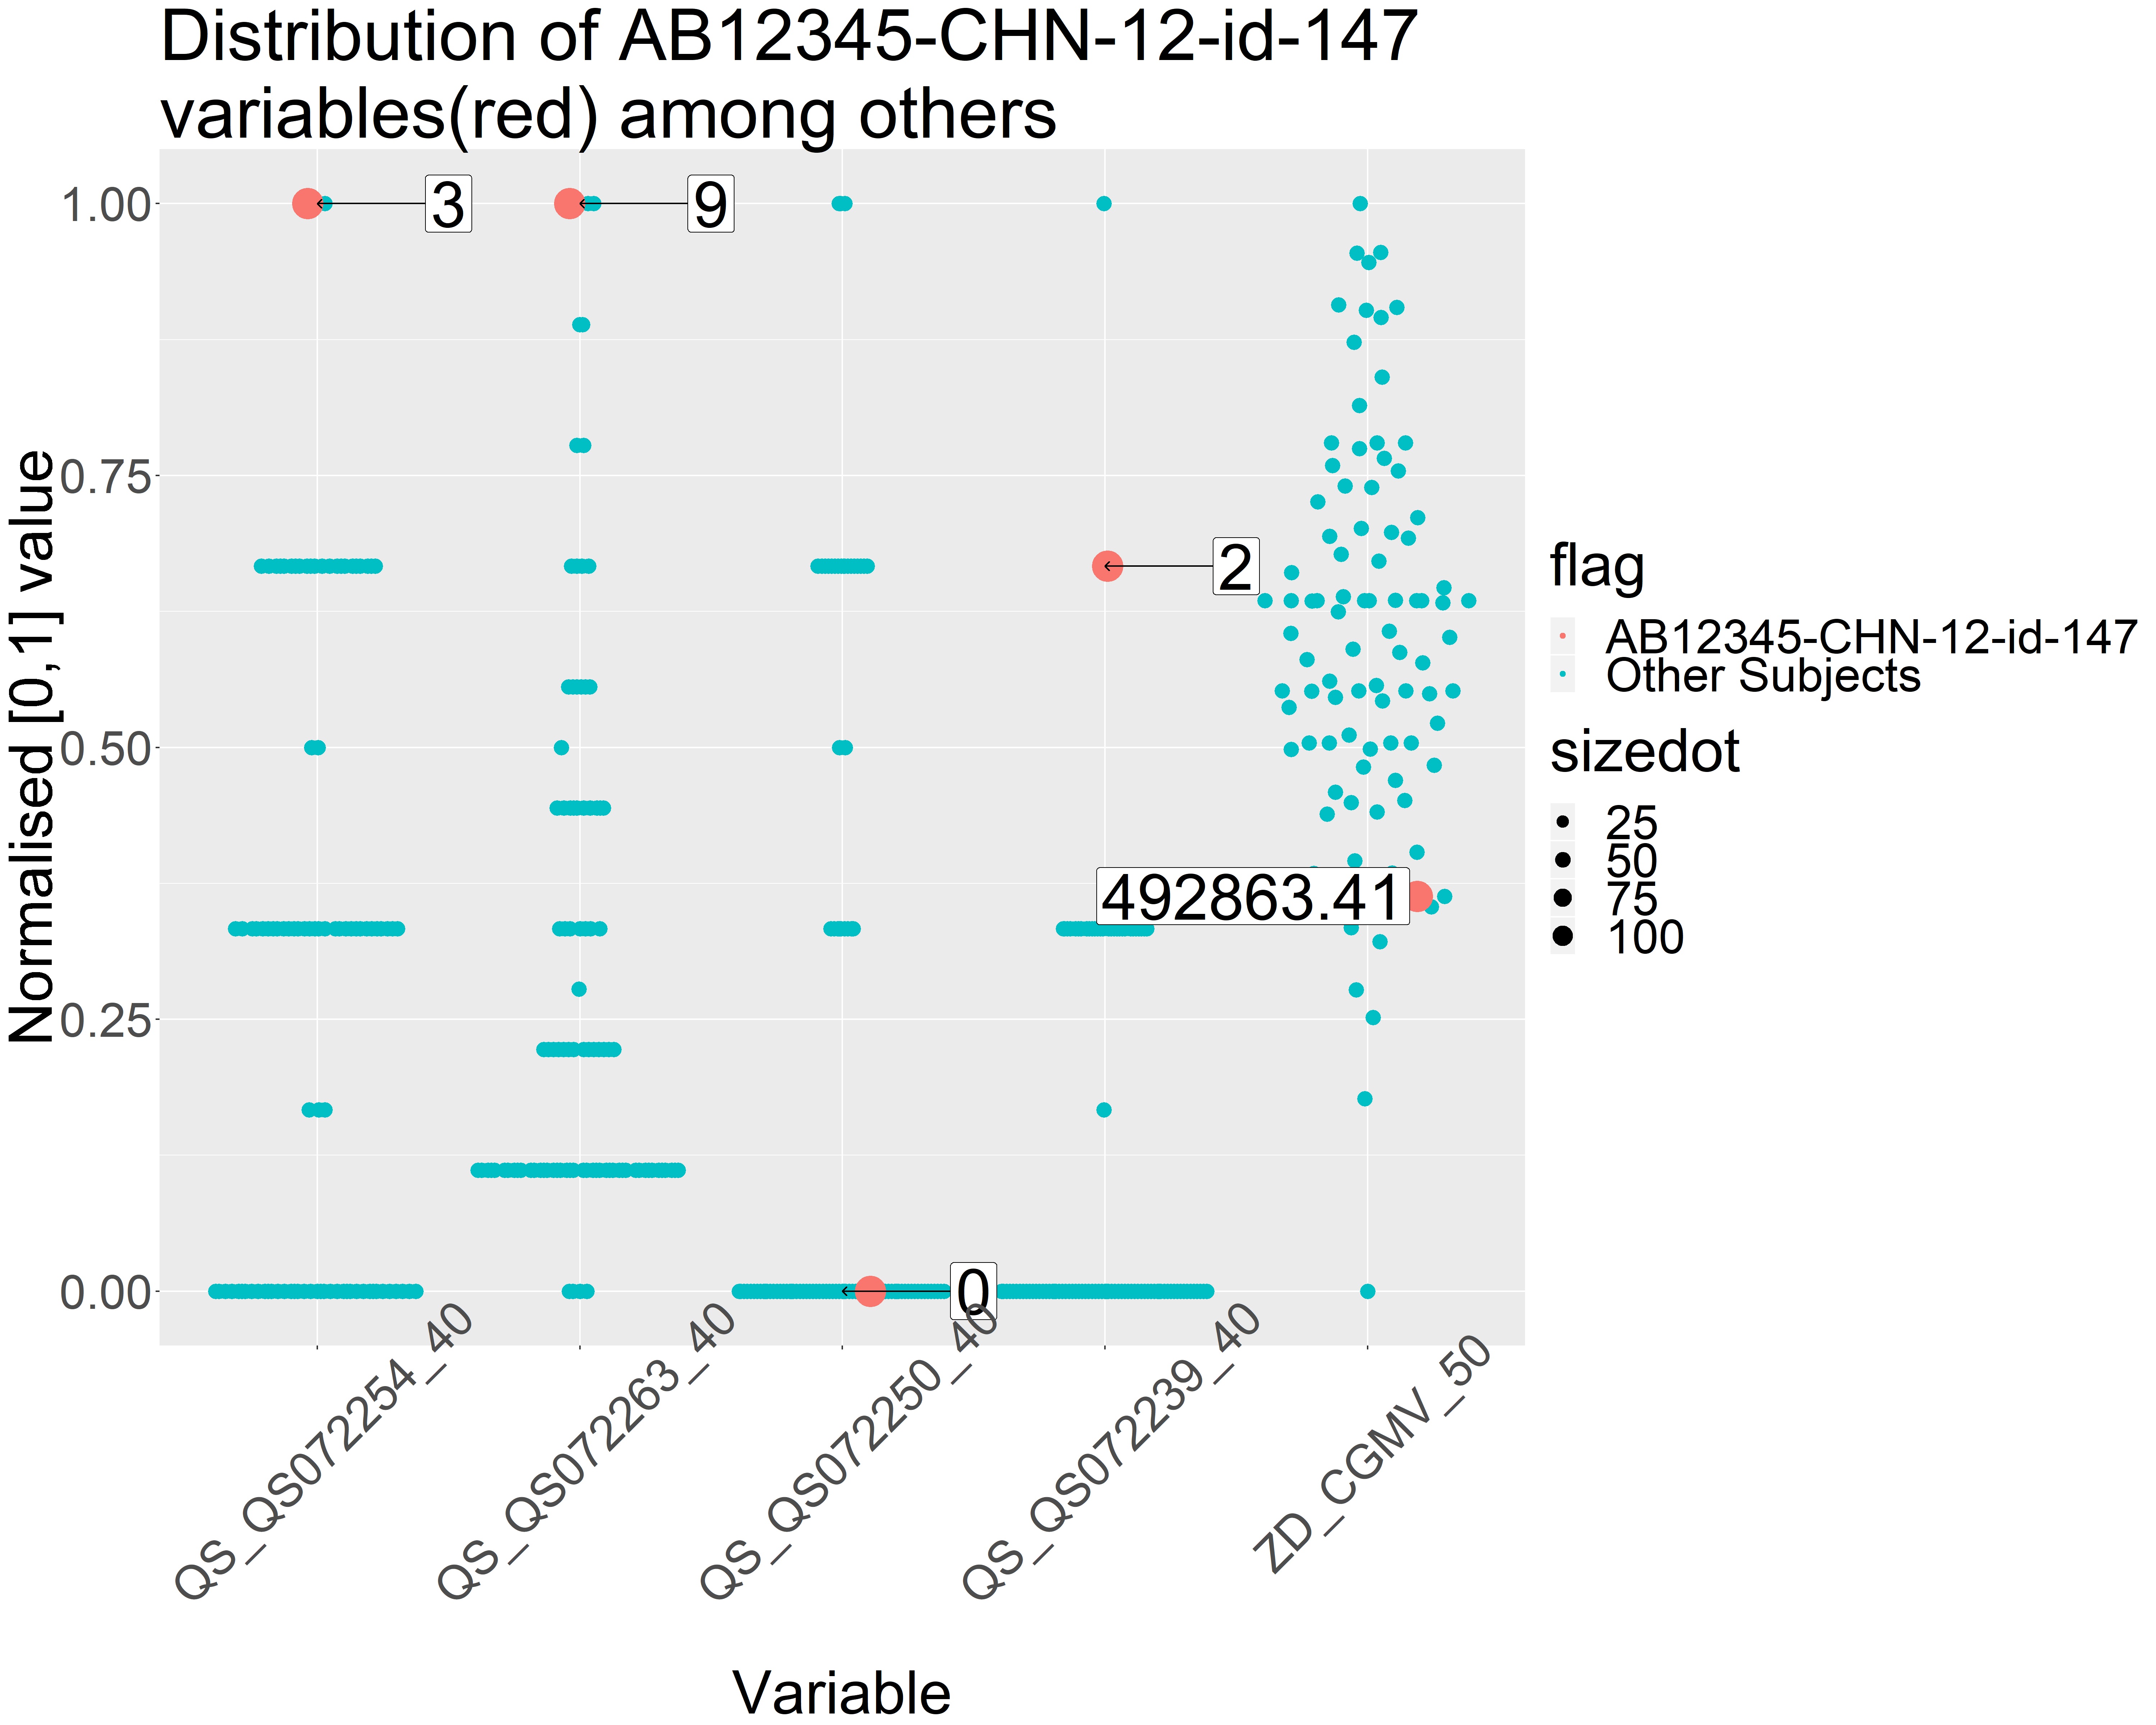 Distribution of AB12345-CHN-12-id-147
variables(red) among others
Normalised [0,1] value
1.00
0.75
0.50
0.25
0.00
3
9
2
492863.41
0
QS_QS072254_40
QS_QS072263_40
QS_QS072250_40
QS_QS072239_40
ZD_CGMV_50
Variable
flag
AB12345-CHN-12-id-147
Other Subjects
sizedot
25
50
75
100